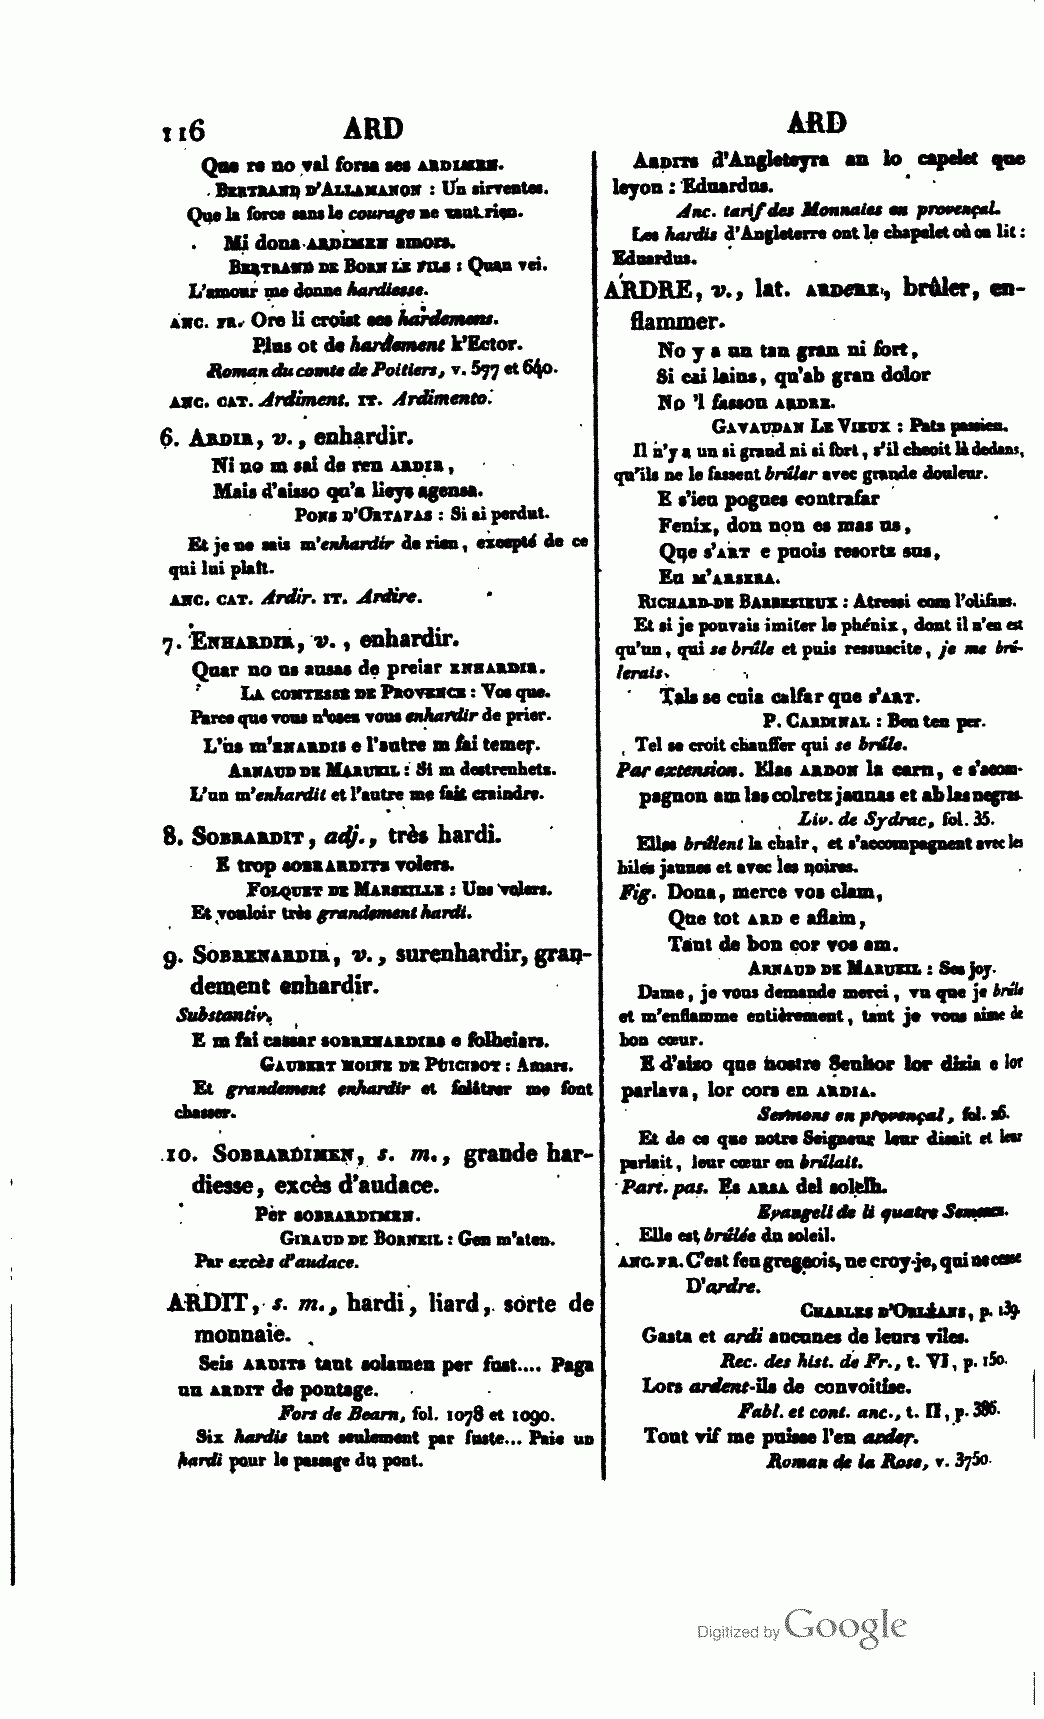 116 ARD
Que re no val forsa ses ARDIMEN.
BERTRAND D'ALLAMANON : Un sirventes.
Que la force sans le courage ne vaut rien.
Mi dona ARDIMEN amors.
BERTRAND DE BORN LE FILS : Quan vei.
L'amour me donne hardiesse.
ANC. FR. Ore li croist ses hardemens.
Plus ot de hardement k'Ector.
Roman du comte de Poitiers, v. 597 et 640.
ANC. CAT. Ardiment. IT. Ardimento.
6. ARDIR, v., enhardir.
Ni no m sai de ren ARDIR,
Mais d'aisso qu'a lieys agensa.
PONS D'ORTAFAS : Si ai perdut.
Et je ne sais m'enhardir de rien, excepté de ce
qui lui plaît.
ANC. CAT. Ardir. IT. Ardire.
7. ENHARDIR, v., enhardir.
Quar no us ausas de preiar ENHARDIR.
LA COMTESSE DE PROVENCE : Vos que.
Parce que vous n'osez vous enhardir de prier.
L'us m'ENARDIS e l'autre m fai temer.
ARNAUD DE MARUEIL : Si m destrenhetz.
L'un m'enhardit et l'autre me fait craindre.
8. SOBRARDIT, adj., très hardi.
E trop SOBRARDITS volers.
FOLQUET DE MARSEILLE : Uns volers.
Et vouloir très grandement hardi.
9. SOBRENARDIR, v., surenhardir, gran-
dement enhardir.
Substantiv.
E m fai cassar SOBRENARDIRS e folheiars.
GAUBERT MOINE DE PUICIBOT : Amars.
Et grandement enhardir et folâtrer me font
chasser.
10. SOBRARDIMEN, s. m., grande har-
diesse, excès d'audace.
Per SOBRARDIMEN.
GIRAUD DE BORNEIL : Gen m'aten.
Par excès d'audace.
ARDIT, s. m., hardi, liard, sorte de
monnaie.
Seis ARDITS tant solamen per fust.... Paga
un ARDIT de pontage.
Fors de Bearn, fol. 1078 et 1090.
Six hardis tant seulement par fuste... Paie un
hardi pour le passage du pont.
ARD
ARDITS d'Angleteyra an lo capelet que
leyon : Eduardus.
Anc. tarif des Monnaies en provençal.
Les hardis d'Angleterre ont le chapelet où on lit :
Eduardus.
ARDRE, v., lat. ARDERE, brûler, en-
flammer.
No y a un tan gran ni fort,
Si cai lains, qu'ab gran dolor
No 'l fasson ARDRE.
GAVAUDAN LE VIEUX : Patz passien.
Il n'y a un si grand ni si fort, s'il cheoit là dedans,
qu'ils ne le fassent brûler avec grande douleur.
E s'ieu pogues contrafar
Fenix, don non es mas us,
Que s'ART e puois resortz sus,
Eu M'ARSERA.
RICHARD DE BARBESIEUX : Atressi com l'olifans.
Et si je pouvais imiter le phénix, dont il n'en est
qu'un, qui se brûle et puis ressuscite, je me brû-
lerais.
Tals se cuia calfar que s'ART.
P. CARDINAL : Ben ten per.
Tel se croit chauffer qui se brûle.
Par extension. Elas ARDON la carn, e s'acom-
pagnon am las colretz jaunas et ab las negras.
Liv. de Sydrac, fol. 35.
Elles brûlent la chair, et s'accompagnent avec les
biles jaunes et avec les noires.
Fig. Dona, merce vos clam,
Que tot ARD e aflam,
Tant de bon cor vos am.
ARNAUD DE MARUEIL : Ses joy.
Dame, je vous demande merci, vu que je brûle
et m'enflamme entièrement, tant je vous aime de
bon cœur.
E d'aiso que nostre Senhor lor dizia e lor
parlava, lor cors en ARDIA.
Sermons en provençal, fol. 26.
Et de ce que notre Seigneur leur disait et leur
parlait, leur cœur en brûlait.
Part. pas. Es ARSA del solelh.
Evangeli de li quatre Semencz.
Elle est brûlée du soleil.
ANC. FR. C'est feu gregeois, ne croy-je, qui ne cesse
D'ardre.
CHARLES D'ORLÉANS, p. 139.
Gasta et ardi aucunes de leurs viles.
Rec. des hist. de Fr., t. VI, p. 150.
Lors ardent-ils de convoitise.
Fabl. et cont. anc., t. II, p. 386.
Tout vif me puisse l'en arder.
Roman de la Rose, v. 3750.
Digitized by Google